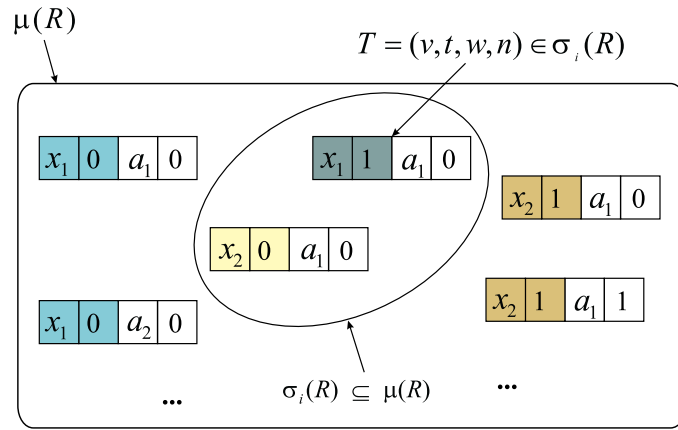 μ(R)
T = (v, t, w, n) ∈ σ_i(R)
x₁ 0 a₁ 0
x₁ 1 a₁ 0
x₂ 1 a₁ 0
x₂ 0 a₁ 0
x₂ 1 a₁ 1
x₁ 0 a₂ 0
...
σ_i(R) ⊆ μ(R)
...